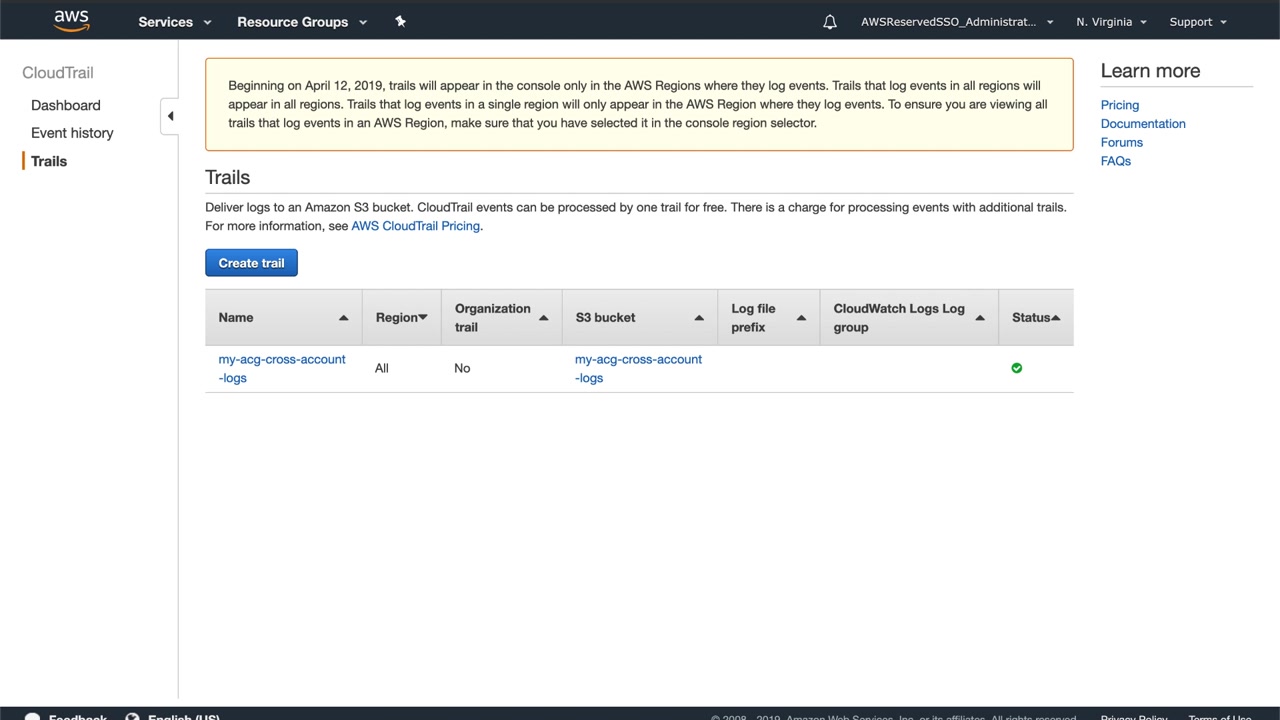 aws
Services
Resource Groups
AWSReservedSSO_Administrat...
N. Virginia
Support
CloudTrail
Dashboard
Event history
Trails
Beginning on April 12, 2019, trails will appear in the console only in the AWS Regions where they log events. Trails that log events in all regions will
appear in all regions. Trails that log events in a single region will only appear in the AWS Region where they log events. To ensure you are viewing all
trails that log events in an AWS Region, make sure that you have selected it in the console region selector.
Trails
Deliver logs to an Amazon S3 bucket. CloudTrail events can be processed by one trail for free. There is a charge for processing events with additional trails.
For more information, see AWS CloudTrail Pricing.
Create trail
Name
Region
Organization
trail
S3 bucket
Log file
prefix
CloudWatch Logs Log
group
Status
my-acg-cross-account
-logs
All
No
my-acg-cross-account
-logs
Learn more
Pricing
Documentation
Forums
FAQs
Feedback
English (US)
© 2008 - 2019, Amazon Web Services, Inc. or its affiliates. All rights reserved.
Privacy Policy
Terms of Use